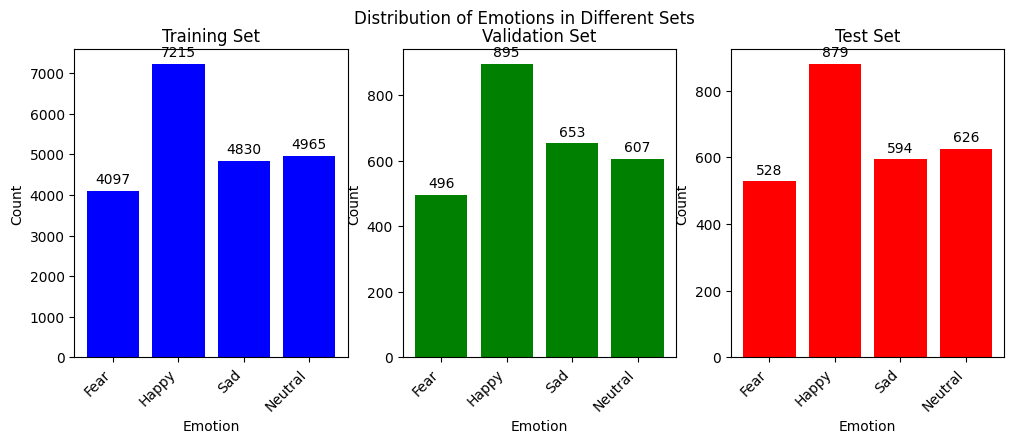 Distribution of Emotions in Different Sets
Training Set
Count
7000
6000
5000
4000
3000
2000
1000
0
4097
7215
4830
4965
Fear
Happy
Sad
Neutral
Emotion
Validation Set
Count
800
600
400
200
0
496
895
653
607
Fear
Happy
Sad
Neutral
Emotion
Test Set
Count
800
600
400
200
0
528
879
594
626
Fear
Happy
Sad
Neutral
Emotion